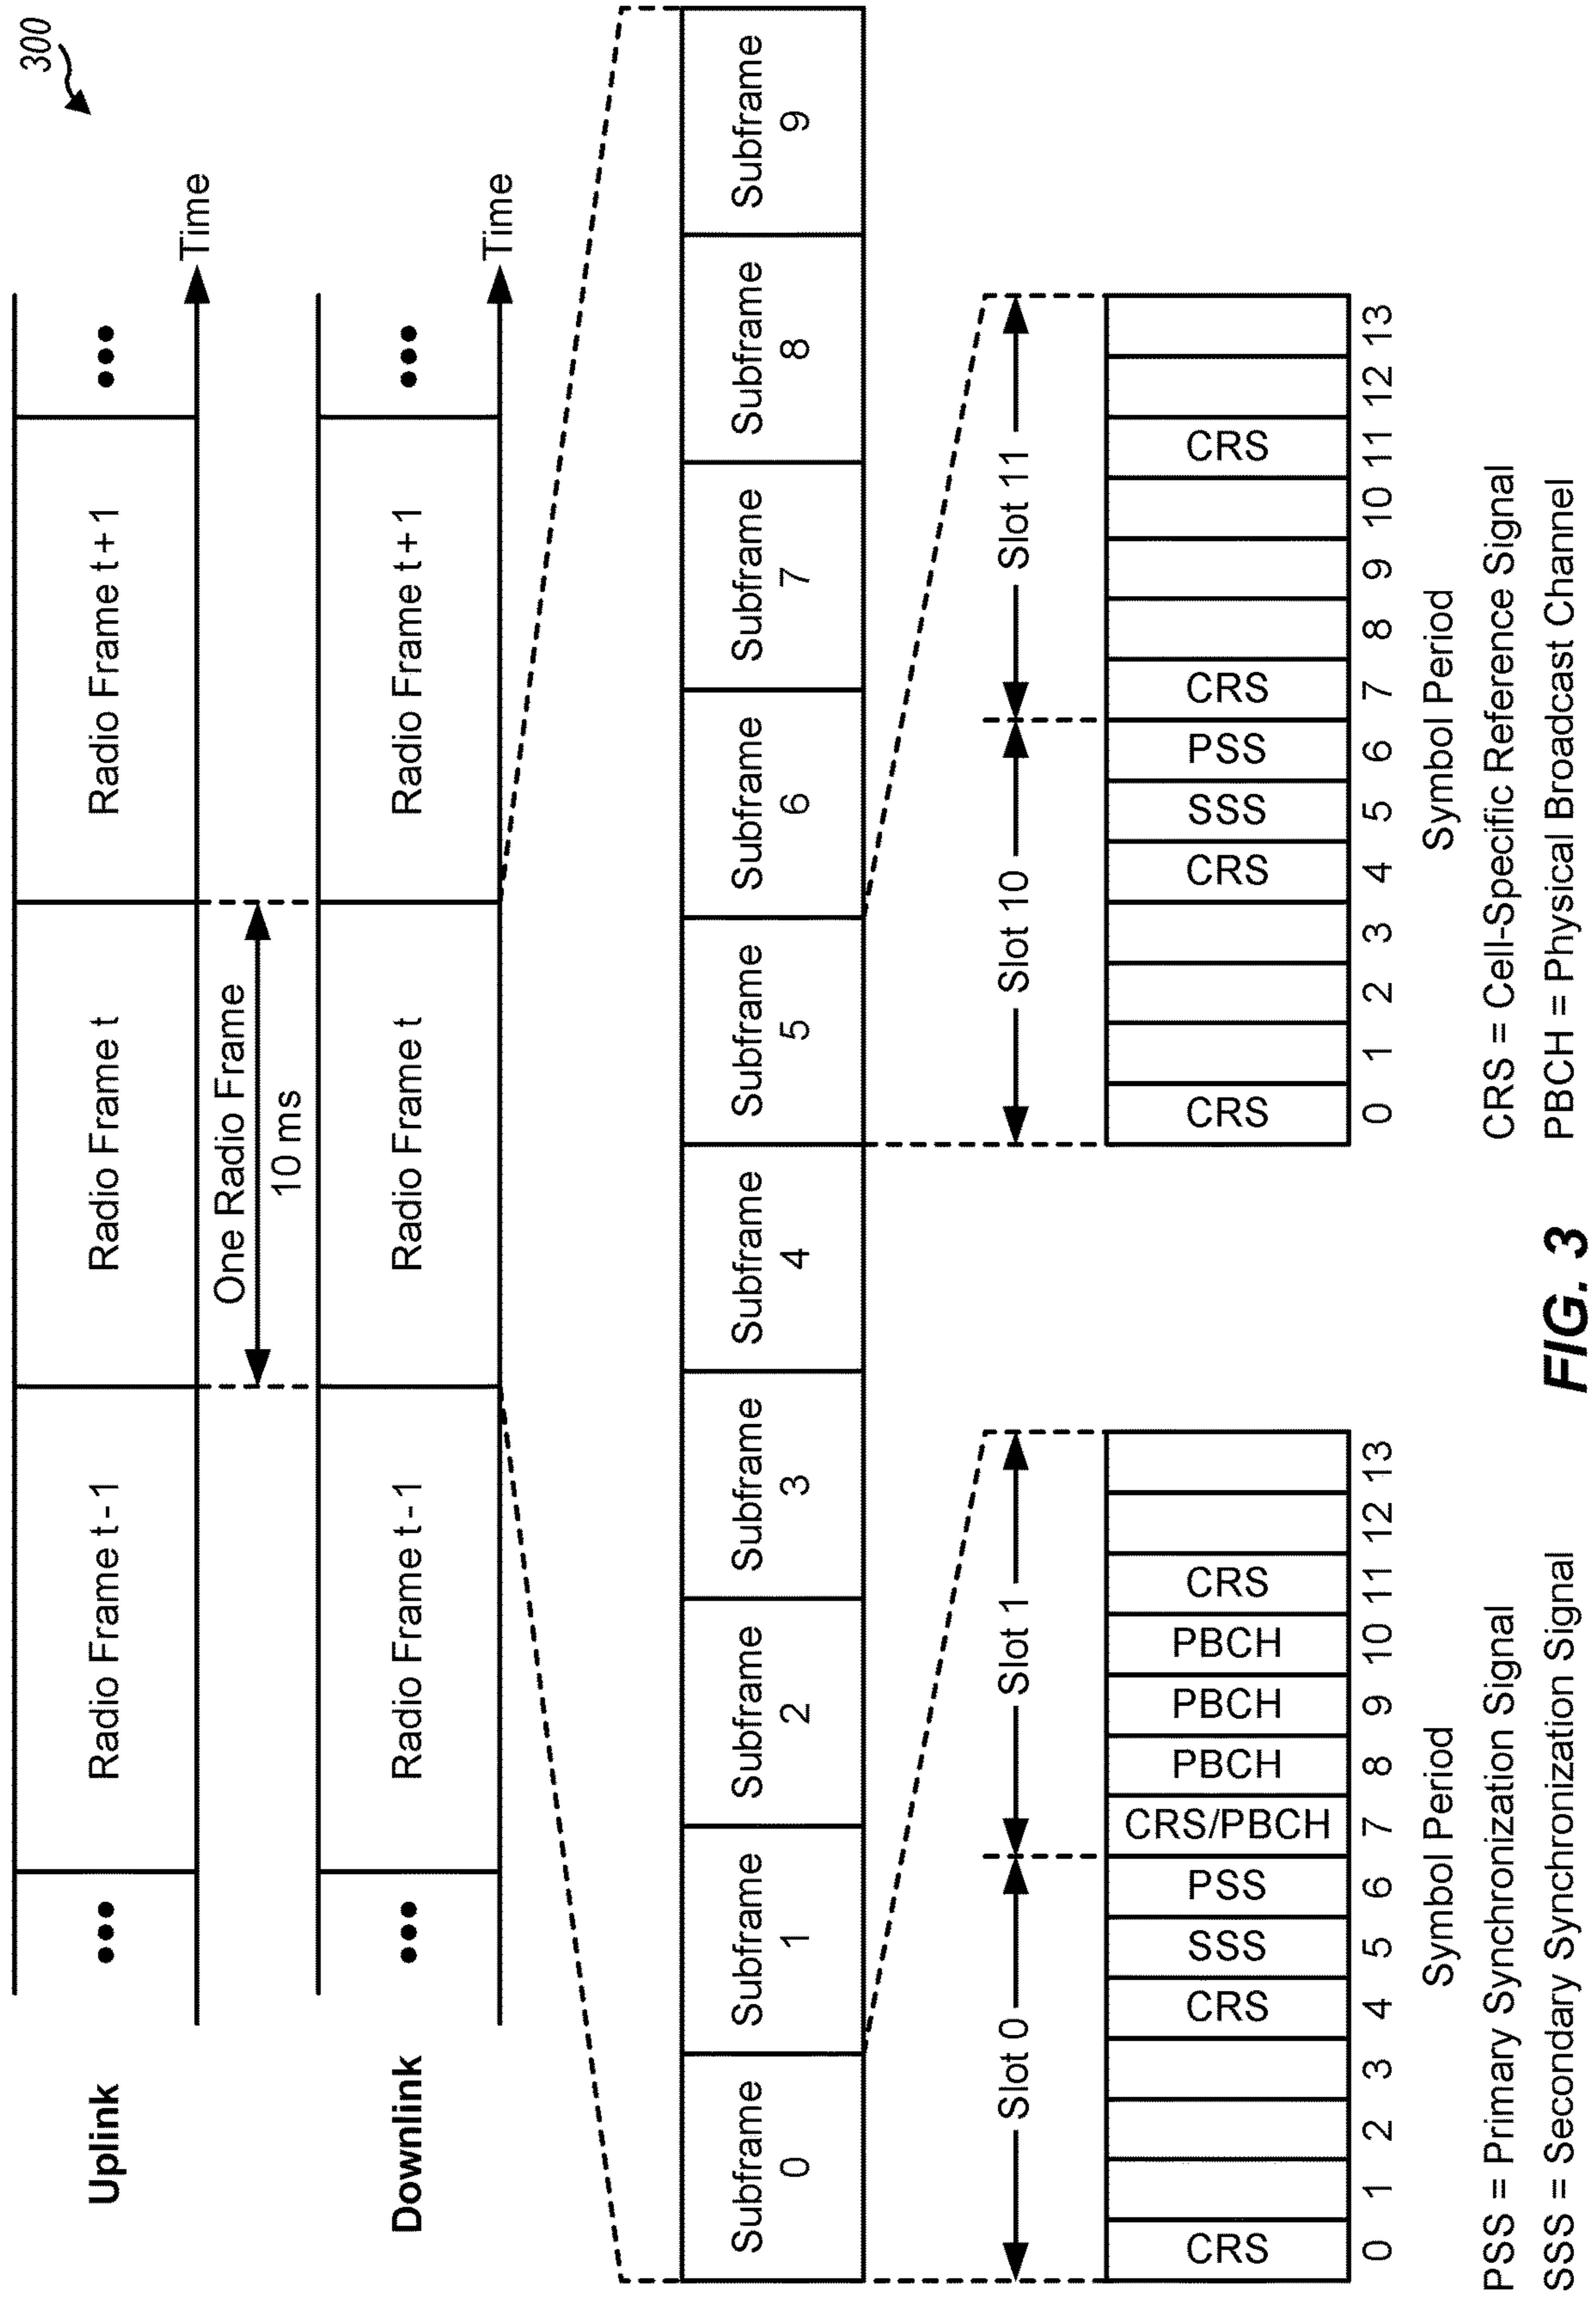 300
Uplink
••• Radio Frame t - 1 Radio Frame t Radio Frame t + 1 •••
Time
One Radio Frame
10 ms
Downlink
••• Radio Frame t - 1 Radio Frame t Radio Frame t + 1 •••
Time
Subframe Subframe Subframe Subframe Subframe Subframe Subframe Subframe Subframe Subframe
0 1 2 3 4 5 6 7 8 9
Slot 0 Slot 1
CRS CRS SSS PSS CRS/PBCH PBCH PBCH PBCH CRS
0 1 2 3 4 5 6 7 8 9 10 11 12 13
Symbol Period
Slot 10 Slot 11
CRS CRS SSS PSS CRS CRS
0 1 2 3 4 5 6 7 8 9 10 11 12 13
Symbol Period
PSS = Primary Synchronization Signal
SSS = Secondary Synchronization Signal
CRS = Cell-Specific Reference Signal
PBCH = Physical Broadcast Channel
FIG. 3